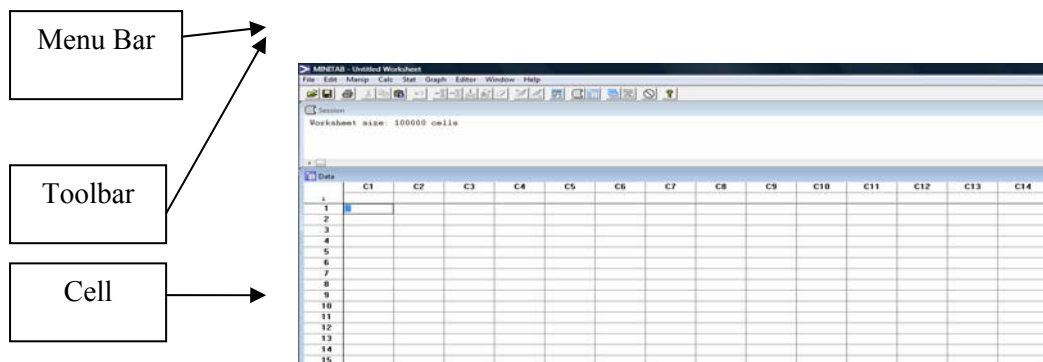 Menu Bar
Toolbar
Cell
MINITAB - Untitled Worksheet
File Edit Manip Calc Stat Graph Editor Window Help
Session
Worksheet size: 100000 cells
Data
C1 C2 C3 C4 C5 C6 C7 C8 C9 C10 C11 C12 C13 C14
1
2
3
4
5
6
7
8
9
10
11
12
13
14
15